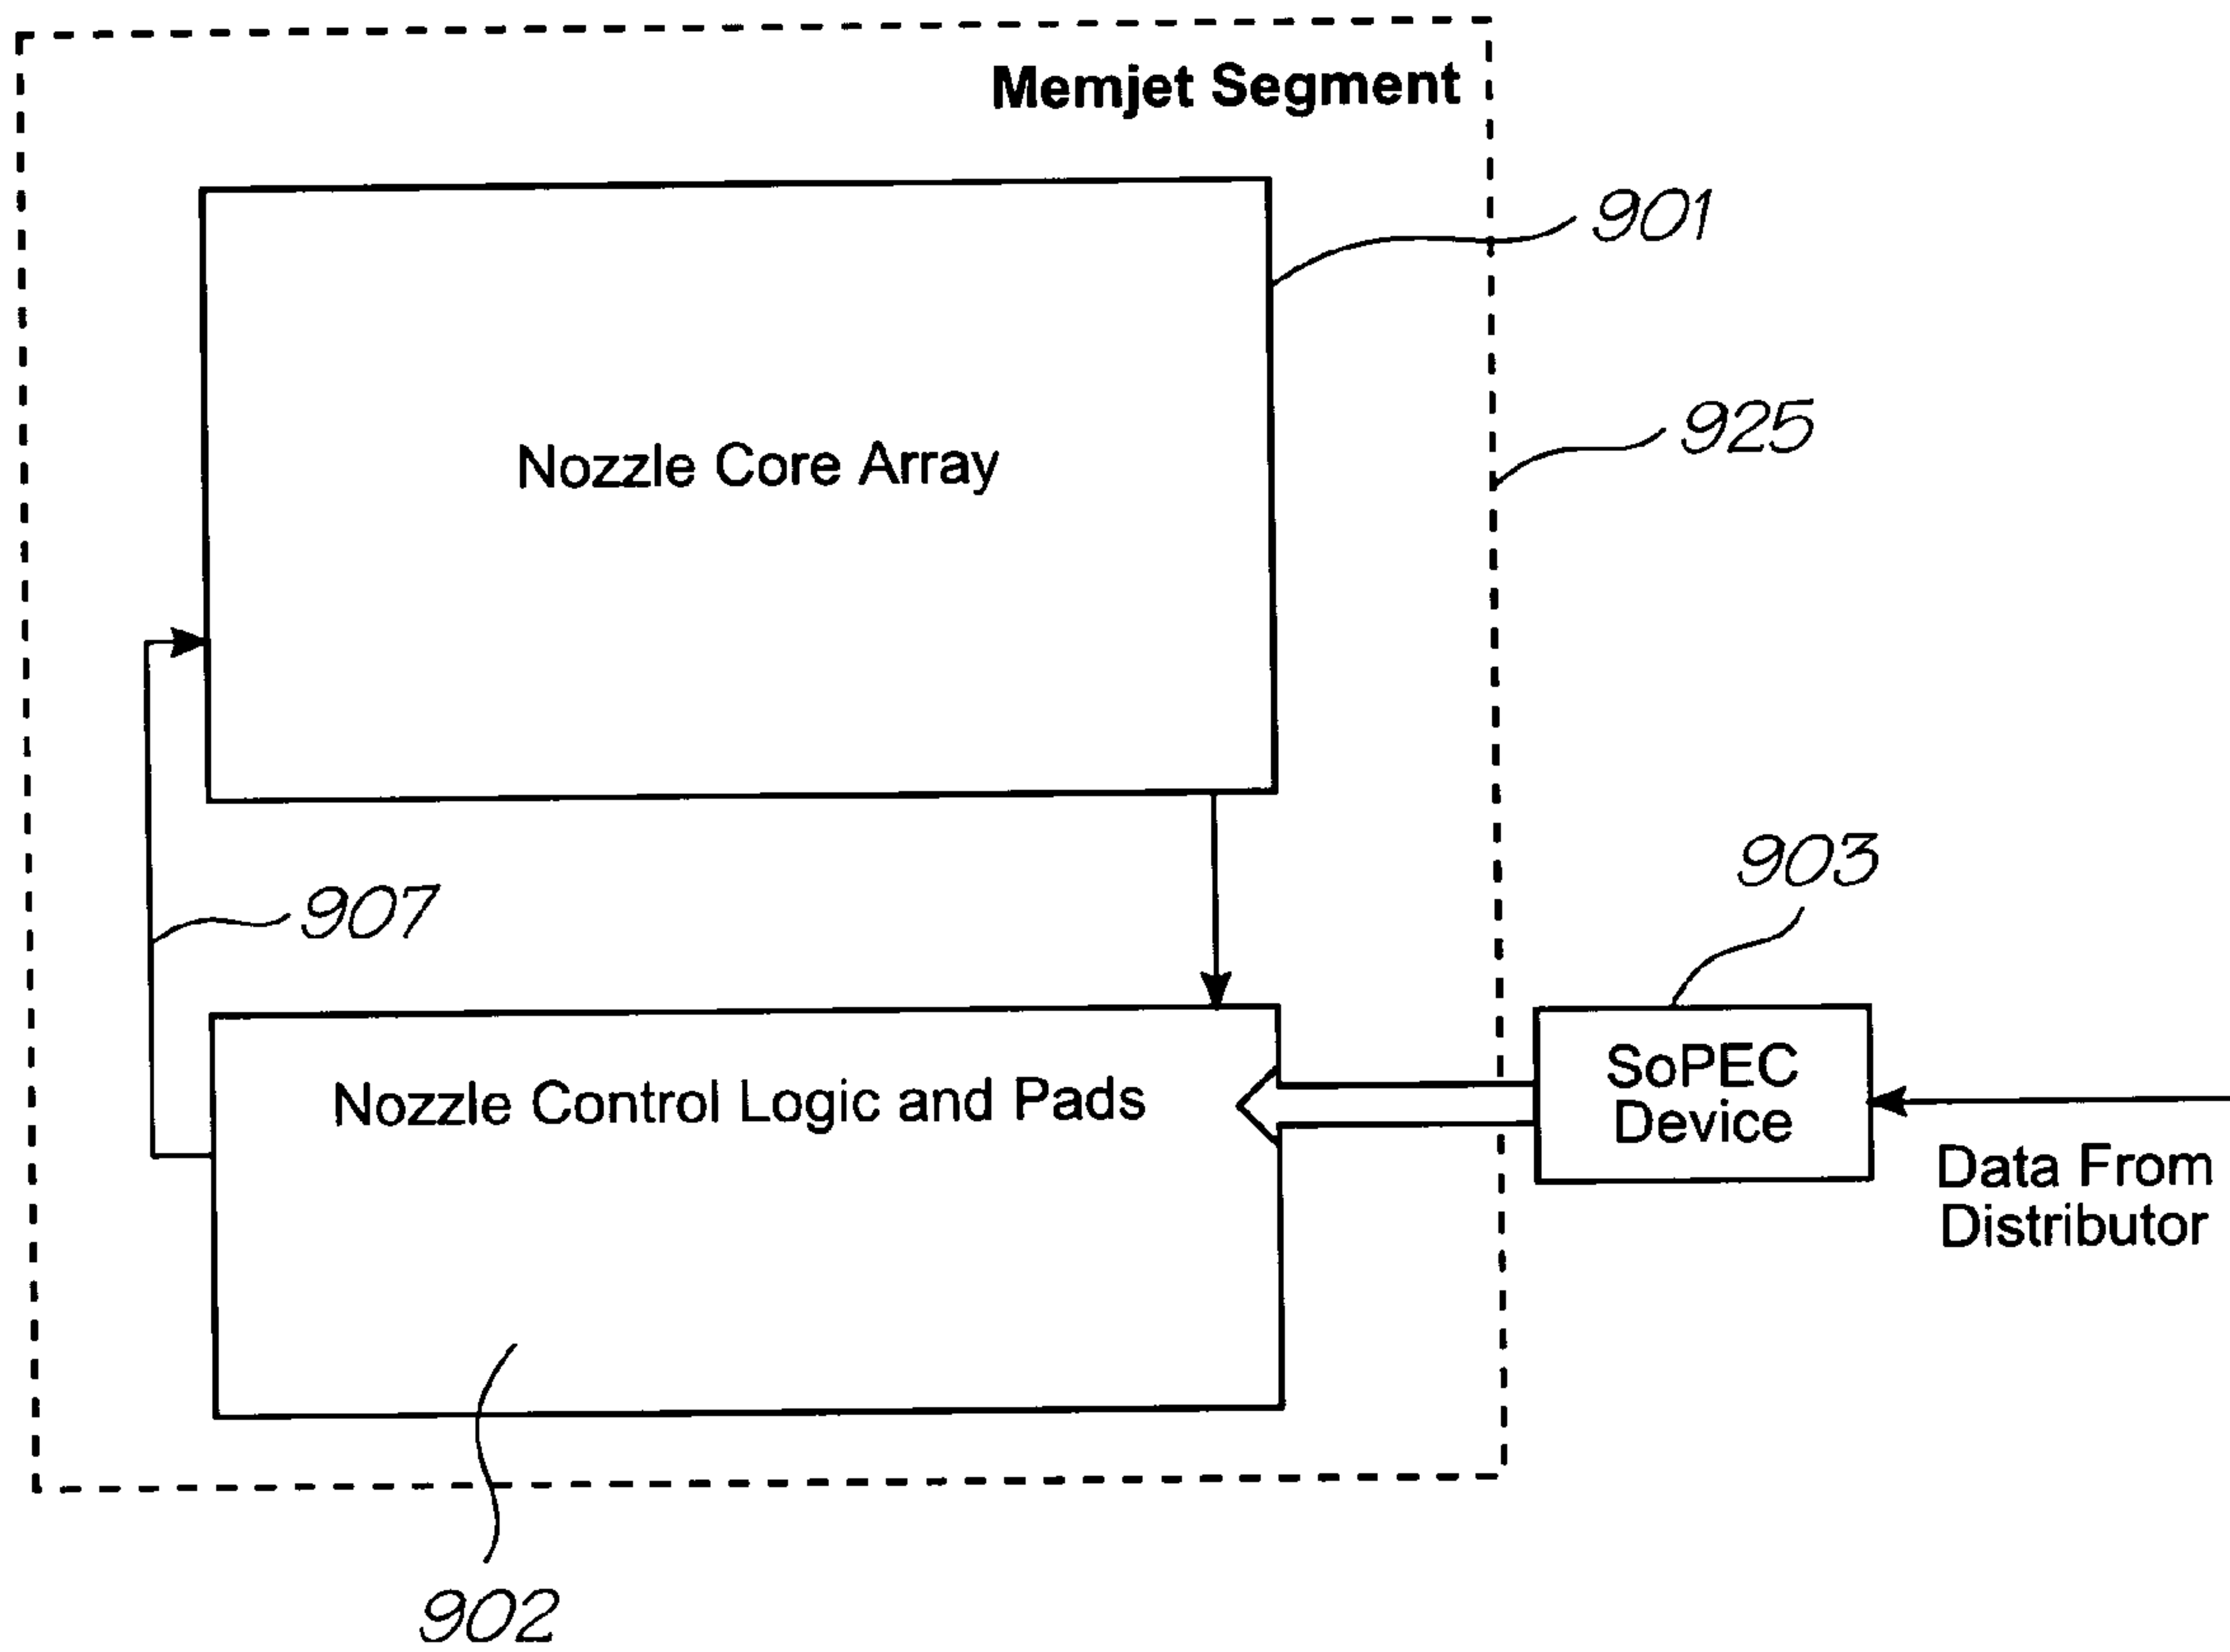 Memjet Segment
901
Nozzle Core Array
925
903
907
SoPEC
Device
Nozzle Control Logic and Pads
Data From
Distributor
902